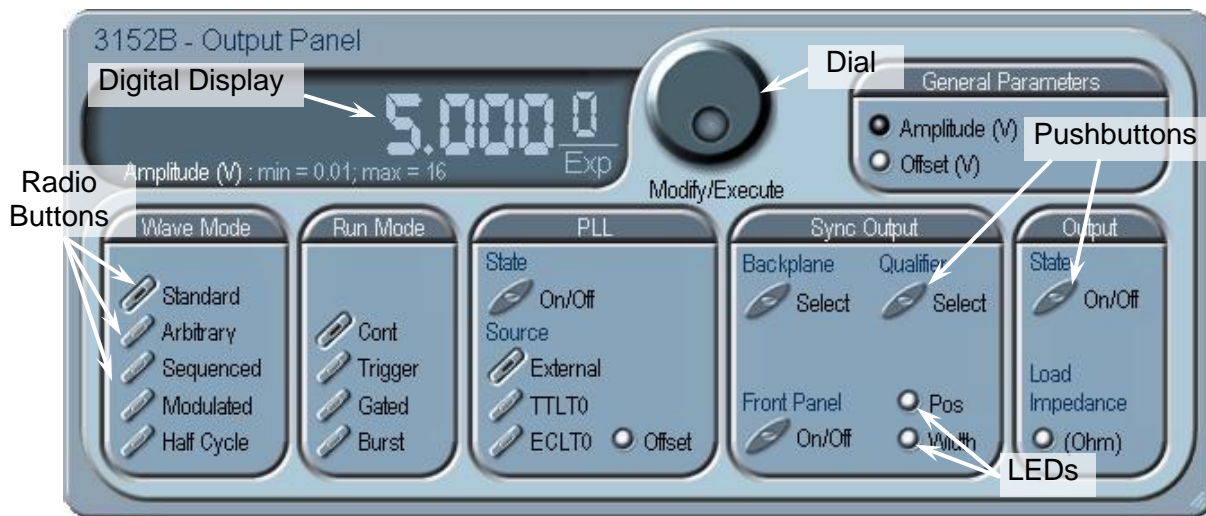 3152B - Output Panel
Digital Display
5.000 0
Exp
Amplitude (V) : min = 0.01; max = 16
Dial
Modify/Execute
General Parameters
Amplitude (V)
Offset (V)
Pushbuttons
Radio
Buttons
Wave Mode
Standard
Arbitrary
Sequenced
Modulated
Half Cycle
Run Mode
Cont
Trigger
Gated
Burst
PLL
State
On/Off
Source
External
TTLT0
ECLT0 Offset
Sync Output
Backplane Qualifier
Select Select
Front Panel Pos
On/Off Width
LEDs
Output
State
On/Off
Load
Impedance
(Ohm)